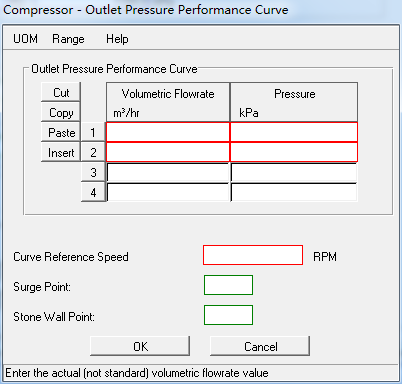 Compressor - Outlet Pressure Performance Curve
UOM Range Help
Outlet Pressure Performance Curve
Cut
Copy
Paste
Insert
Volumetric Flowrate Pressure
m³/hr kPa
1
2
3
4
Curve Reference Speed RPM
Surge Point:
Stone Wall Point:
OK Cancel
Enter the actual (not standard) volumetric flowrate value